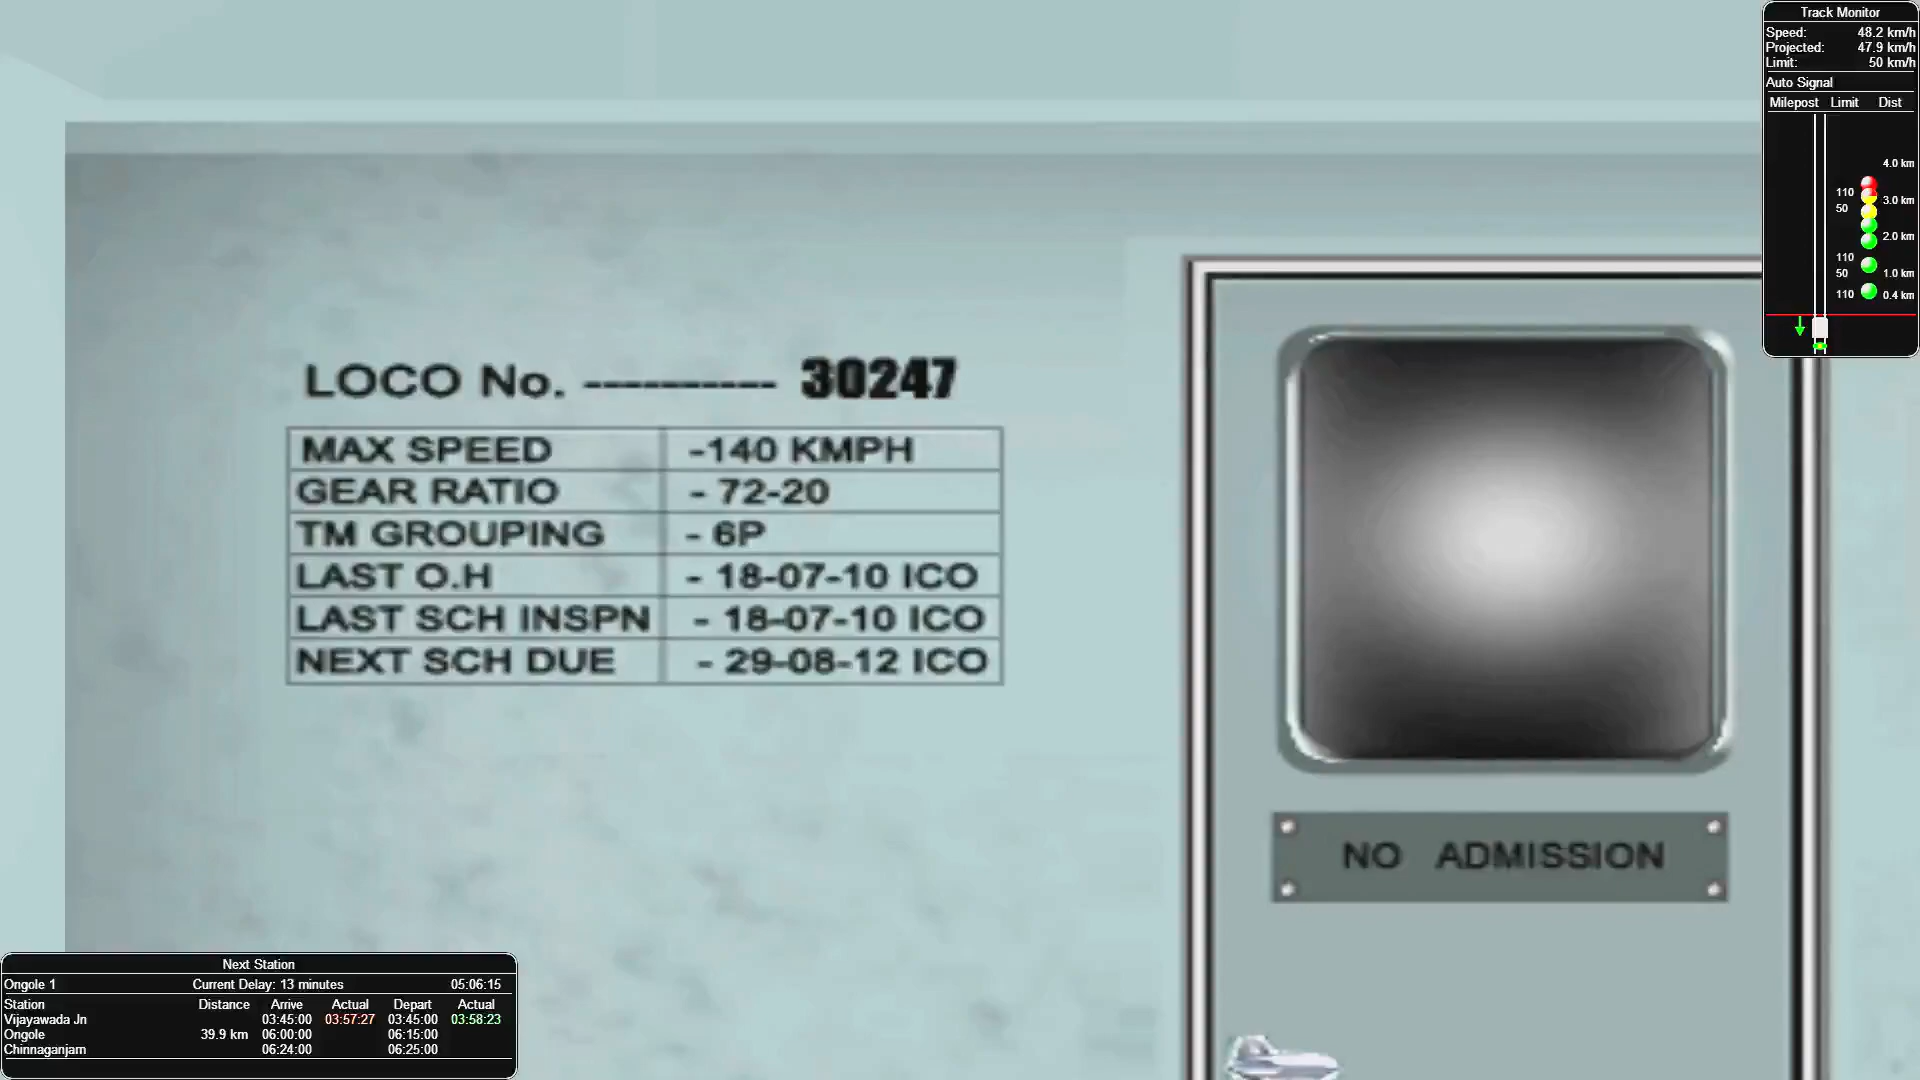 Track Monitor
Speed: 48.2 km/h
Projected: 47.9 km/h
Limit: 50 km/h
Auto Signal
Milepost Limit Dist
4.0 km
110
3.0 km
50
2.0 km
110
50 1.0 km
110 0.4 km
LOCO No. ---------- 30247
MAX SPEED -140 KMPH
GEAR RATIO - 72-20
TM GROUPING - 6P
LAST O.H - 18-07-10 ICO
LAST SCH INSPN - 18-07-10 ICO
NEXT SCH DUE - 29-08-12 ICO
NO ADMISSION
Next Station
Ongole 1 Current Delay: 13 minutes 05:06:15
Station Distance Arrive Actual Depart Actual
Vijayawada Jn 03:45:00 03:57:27 03:45:00 03:58:23
Ongole 39.9 km 06:00:00 06:15:00
Chinnaganjam 06:24:00 06:25:00